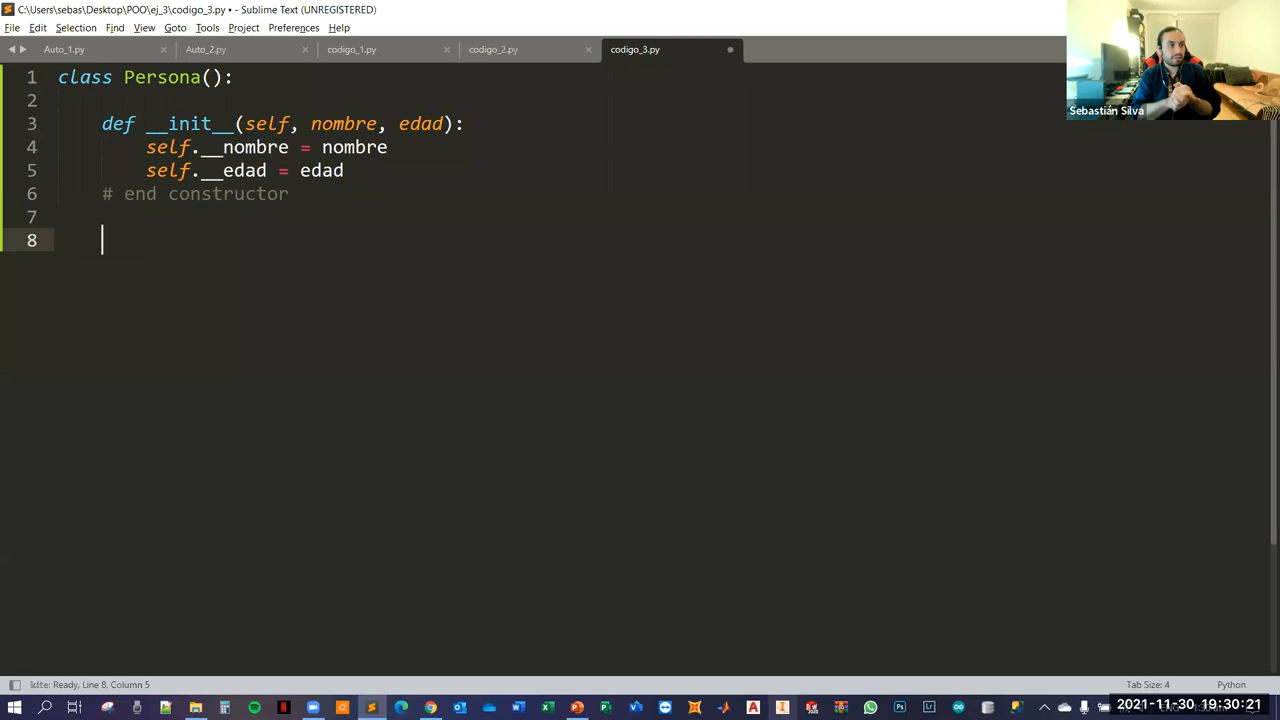 C:\Users\sebas\Desktop\POO\ej_3\codigo_3.py • - Sublime Text (UNREGISTERED)
File Edit Selection Find View Goto Tools Project Preferences Help
Auto_1.py Auto_2.py codigo_1.py codigo_2.py codigo_3.py
Sebastián Silva
1 class Persona():
2
3 def __init__(self, nombre, edad):
4 self.__nombre = nombre
5 self.__edad = edad
6 # end constructor
7
8
Ready, Line 8, Column 5
Tab Size: 4
Python
2021-11-30 19:30:21